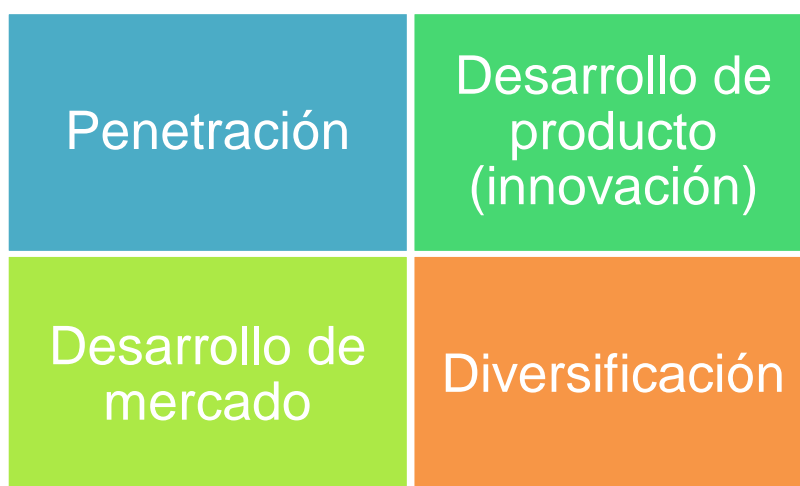 Penetración
Desarrollo de
producto
(innovación)
Desarrollo de
mercado
Diversificación